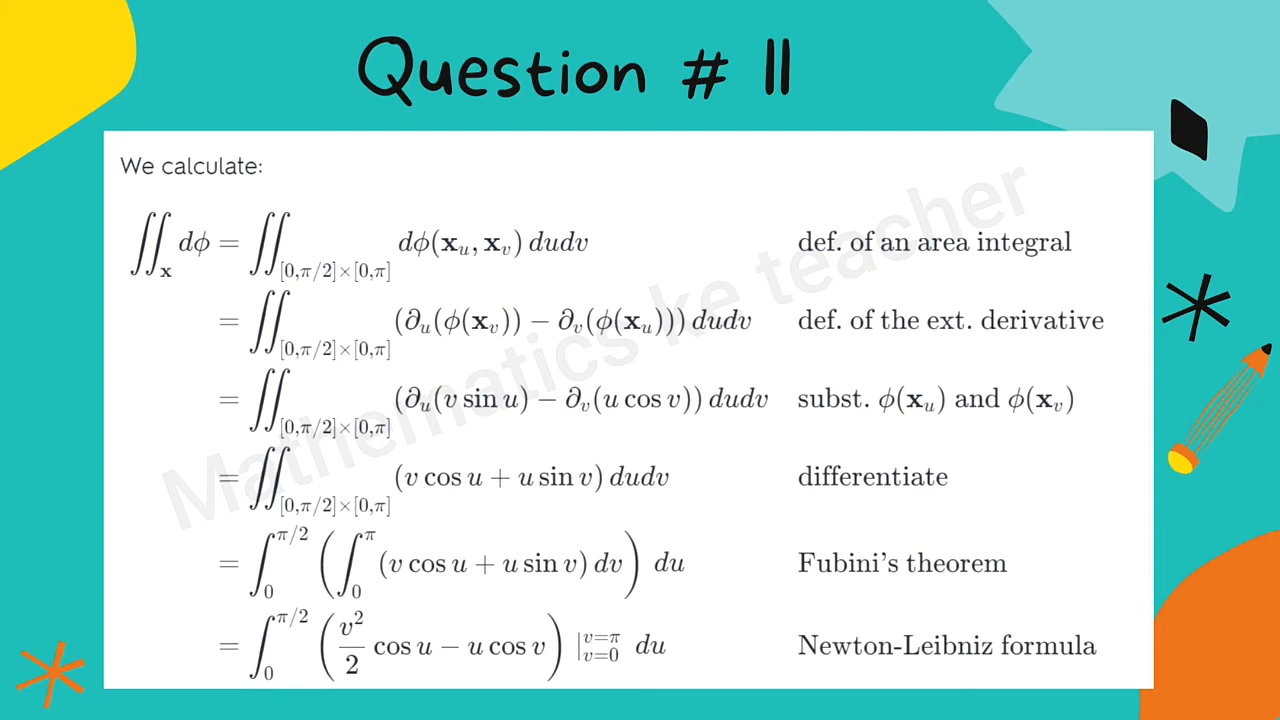 Question # 11
We calculate:
∬_𝐱 dϕ = ∬_{[0,π/2]×[0,π]} dϕ(𝐱_u, 𝐱_v) dudv def. of an area integral
= ∬_{[0,π/2]×[0,π]} (∂_u(ϕ(𝐱_v)) − ∂_v(ϕ(𝐱_u))) dudv def. of the ext. derivative
= ∬_{[0,π/2]×[0,π]} (∂_u(v sin u) − ∂_v(u cos v)) dudv subst. ϕ(𝐱_u) and ϕ(𝐱_v)
= ∬_{[0,π/2]×[0,π]} (v cos u + u sin v) dudv differentiate
= ∫_0^{π/2} (∫_0^π (v cos u + u sin v) dv) du Fubini's theorem
= ∫_0^{π/2} (v²/2 cos u − u cos v) |_{v=0}^{v=π} du Newton-Leibniz formula
Mathematics ke teacher